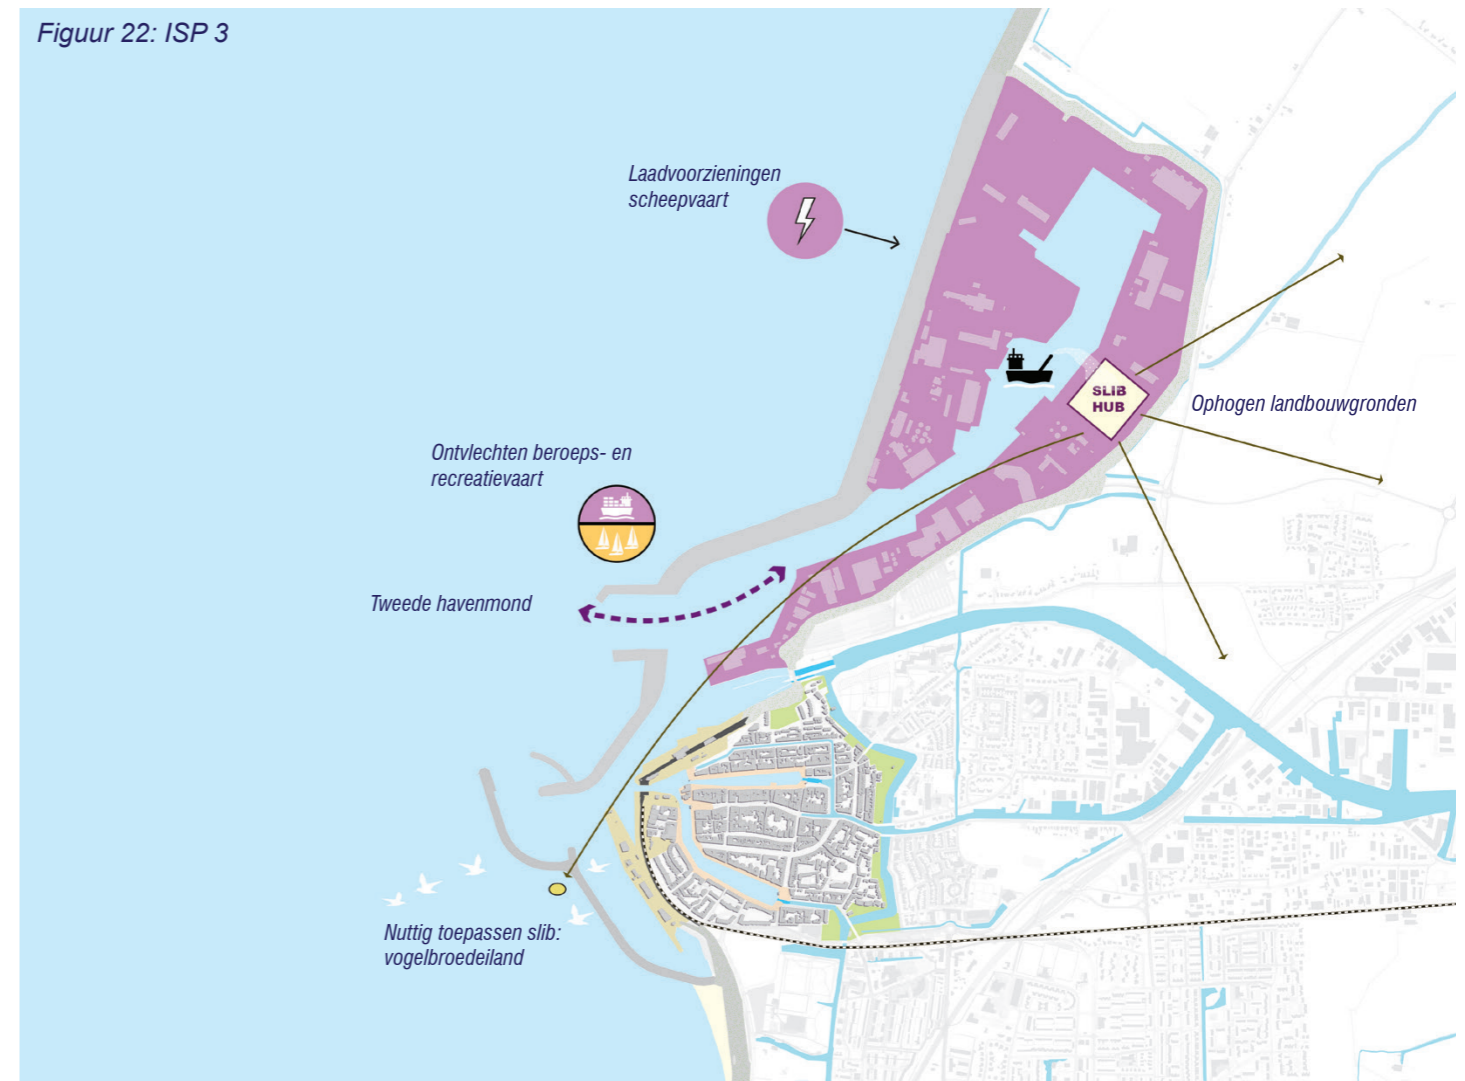 Figuur 22: ISP 3
Laadvoorzieningen
scheepvaart
SLIB
HUB
Ophogen landbouwgronden
Ontvlechten beroeps- en
recreatievaart
Tweede havenmond
Nuttig toepassen slib:
vogelbroedeiland